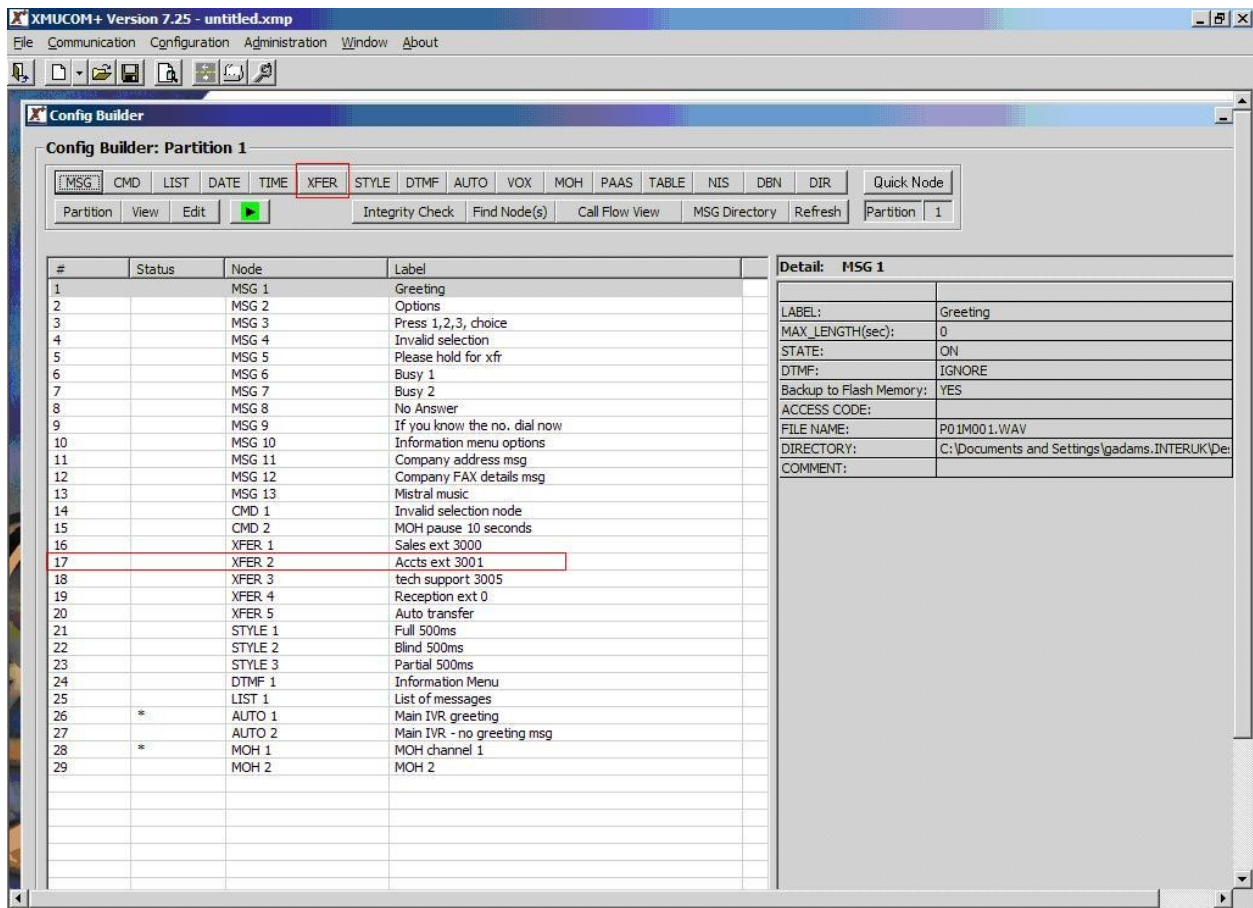 XMUCOM+ Version 7.25 - untitled.xmp
File Communication Configuration Administration Window About
Config Builder
Config Builder: Partition 1
MSG CMD LIST DATE TIME XFER STYLE DTMF AUTO VOX MOH PAAS TABLE NIS DBN DIR Quick Node
Partition View Edit Integrity Check Find Node(s) Call Flow View MSG Directory Refresh Partition 1
# Status Node Label
1 MSG 1 Greeting
2 MSG 2 Options
3 MSG 3 Press 1,2,3, choice
4 MSG 4 Invalid selection
5 MSG 5 Please hold for xfr
6 MSG 6 Busy 1
7 MSG 7 Busy 2
8 MSG 8 No Answer
9 MSG 9 If you know the no. dial now
10 MSG 10 Information menu options
11 MSG 11 Company address msg
12 MSG 12 Company FAX details msg
13 MSG 13 Mistral music
14 CMD 1 Invalid selection node
15 CMD 2 MOH pause 10 seconds
16 XFER 1 Sales ext 3000
17 XFER 2 Accts ext 3001
18 XFER 3 tech support 3005
19 XFER 4 Reception ext 0
20 XFER 5 Auto transfer
21 STYLE 1 Full 500ms
22 STYLE 2 Blind 500ms
23 STYLE 3 Partial 500ms
24 DTMF 1 Information Menu
25 LIST 1 List of messages
26 * AUTO 1 Main IVR greeting
27 AUTO 2 Main IVR - no greeting msg
28 * MOH 1 MOH channel 1
29 MOH 2 MOH 2
Detail: MSG 1
LABEL: Greeting
MAX_LENGTH(sec): 0
STATE: ON
DTMF: IGNORE
Backup to Flash Memory: YES
ACCESS CODE:
FILE NAME: P01M001.WAV
DIRECTORY: C:\Documents and Settings\gadams.INTERUK\De
COMMENT: